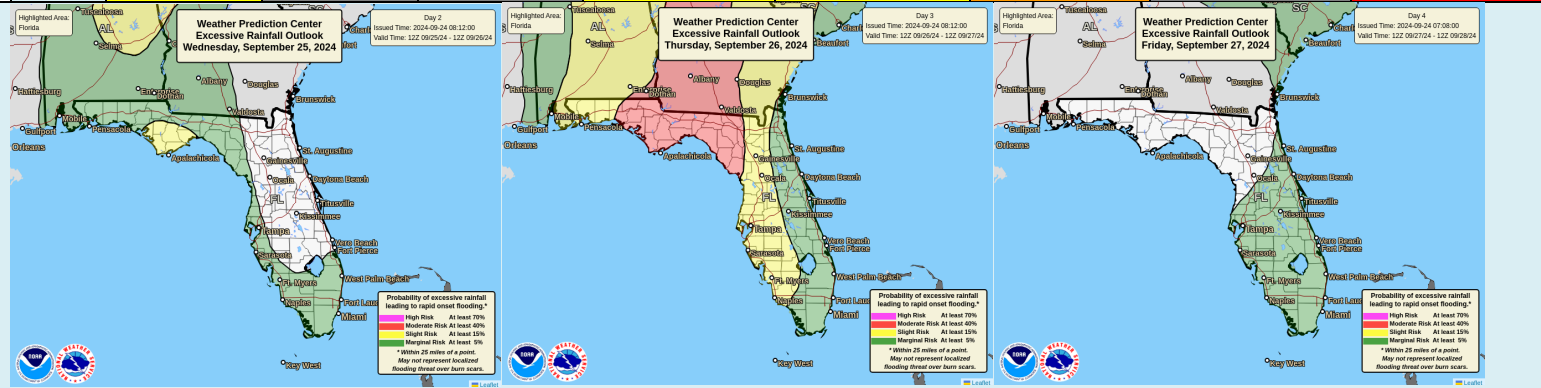 Highlighted Area:
Florida
Weather Prediction Center
Excessive Rainfall Outlook
Wednesday, September 25, 2024
Day 2
Issued Time: 2024-09-24 08:12:00
Valid Time: 12Z 09/25/24 - 12Z 09/26/24
Tuscaloosa
AL
Selma
Albany
Douglas
Hattiesburg
Enterprise
Dothan
Brunswick
Mobile
Valdosta
Gulfport
Pensacola
Orleans
Apalachicola
St. Augustine
Gainesville
Ocala
Daytona Beach
FL
Titusville
Kissimmee
Tampa
Vero Beach
Fort Pierce
Sarasota
Ft. Myers
West Palm Beach
Naples
Fort Lau
Miami
Key West
Probability of excessive rainfall
leading to rapid onset flooding.*
High Risk At least 70%
Moderate Risk At least 40%
Slight Risk At least 15%
Marginal Risk At least 5%
* Within 25 miles of a point.
May not represent localized
flooding threat over burn scars.
NOAA
Leaflet
Highlighted Area:
Florida
Weather Prediction Center
Excessive Rainfall Outlook
Thursday, September 26, 2024
Day 3
Issued Time: 2024-09-24 08:12:00
Valid Time: 12Z 09/26/24 - 12Z 09/27/24
Tuscaloosa
AL
SC
Selma
Beaufort
Albany
Douglas
Hattiesburg
Enterprise
Dothan
Brunswick
Mobile
Valdosta
Gulfport
Pensacola
Orleans
Apalachicola
St. Augustine
Gainesville
Ocala
Daytona Beach
FL
Titusville
Kissimmee
Tampa
Vero Beach
Fort Pierce
Sarasota
Ft. Myers
West Palm Beach
Naples
Fort Lau
Miami
Key West
Probability of excessive rainfall
leading to rapid onset flooding.*
High Risk At least 70%
Moderate Risk At least 40%
Slight Risk At least 15%
Marginal Risk At least 5%
* Within 25 miles of a point.
May not represent localized
flooding threat over burn scars.
NOAA
Leaflet
Highlighted Area:
Florida
Weather Prediction Center
Excessive Rainfall Outlook
Friday, September 27, 2024
Day 4
Issued Time: 2024-09-24 07:08:00
Valid Time: 12Z 09/27/24 - 12Z 09/28/24
Tuscaloosa
AL
SC
Selma
Beaufort
Albany
Douglas
Hattiesburg
Enterprise
Dothan
Brunswick
Mobile
Valdosta
Gulfport
Pensacola
Orleans
Apalachicola
St. Augustine
Gainesville
Ocala
Daytona Beach
FL
Titusville
Kissimmee
Tampa
Vero Beach
Fort Pierce
Sarasota
Ft. Myers
West Palm Beach
Naples
Fort Lau
Miami
Key West
Probability of excessive rainfall
leading to rapid onset flooding.*
High Risk At least 70%
Moderate Risk At least 40%
Slight Risk At least 15%
Marginal Risk At least 5%
* Within 25 miles of a point.
May not represent localized
flooding threat over burn scars.
NOAA
Leaflet